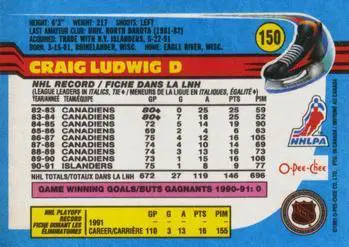 HEIGHT: 6'3" WEIGHT: 217 SHOOTS: LEFT
LAST AMATEUR CLUB: UNIV. NORTH DAKOTA (1981-82)
ACQUIRED: TRADE WITH N.Y. ISLANDERS, 6-22-91
BORN: 3-15-61, RHINELANDER, WISC. HOME: EAGLE RIVER, WISC.
150
CRAIG LUDWIG D
NHL RECORD / FICHE DANS LA LNH
(LEAGUE LEADERS IN ITALICS, TIE ♦ / MENEURS DE LA LIGUE EN ITALIQUES, ÉGALITÉ ♦)
YEAR/ANNÉE TEAM/ÉQUIPE GP G A PTS PIM
82-83 CANADIENS 80♦ 0 25 25 59
83-84 CANADIENS 80♦ 7 18 25 52
84-85 CANADIENS 72 5 14 19 90
85-86 CANADIENS 69 2 4 6 63
86-87 CANADIENS 75 4 12 16 105
87-88 CANADIENS 74 4 10 14 69
88-89 CANADIENS 74 3 13 16 73
89-90 CANADIENS 73 1 15 16 108
90-91 ISLANDERS 75 1 8 9 77
NHL TOTALS/TOTAUX DANS LA LNH 672 27 119 146 696
GAME WINNING GOALS/BUTS GAGNANTS 1990-91: 0
NHL PLAYOFF RECORD
Fiche durant les Éliminatoires
GP G A PTS PIM
1991
CAREER/CARRIÈRE 110 3 13 16 155
NHLPA
O-Pee-Chee
NHL